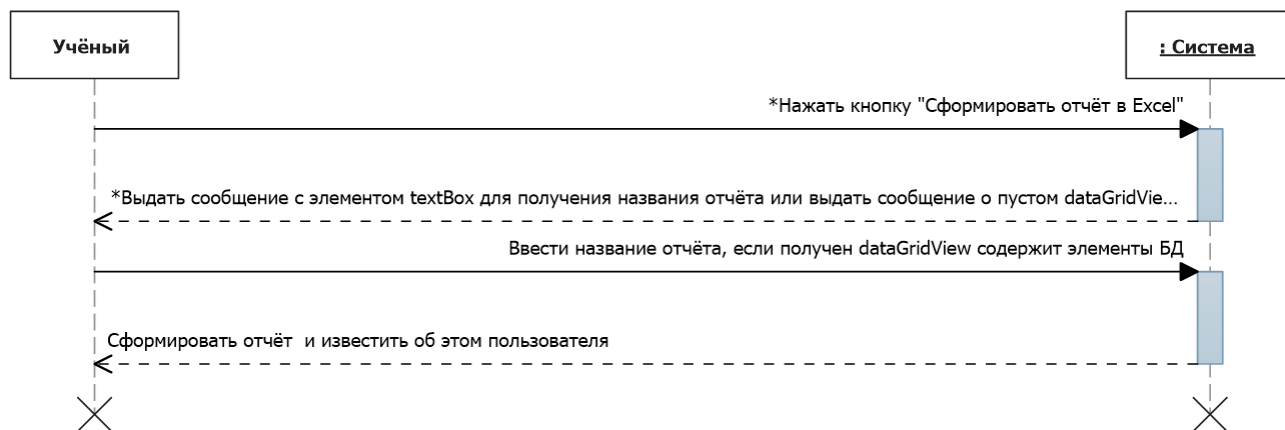 Учёный
: Система
*Нажать кнопку "Сформировать отчёт в Excel"
*Выдать сообщение с элементом textBox для получения названия отчёта или выдать сообщение о пустом dataGridVie...
Ввести название отчёта, если получен dataGridView содержит элементы БД
Сформировать отчёт  и известить об этом пользователя